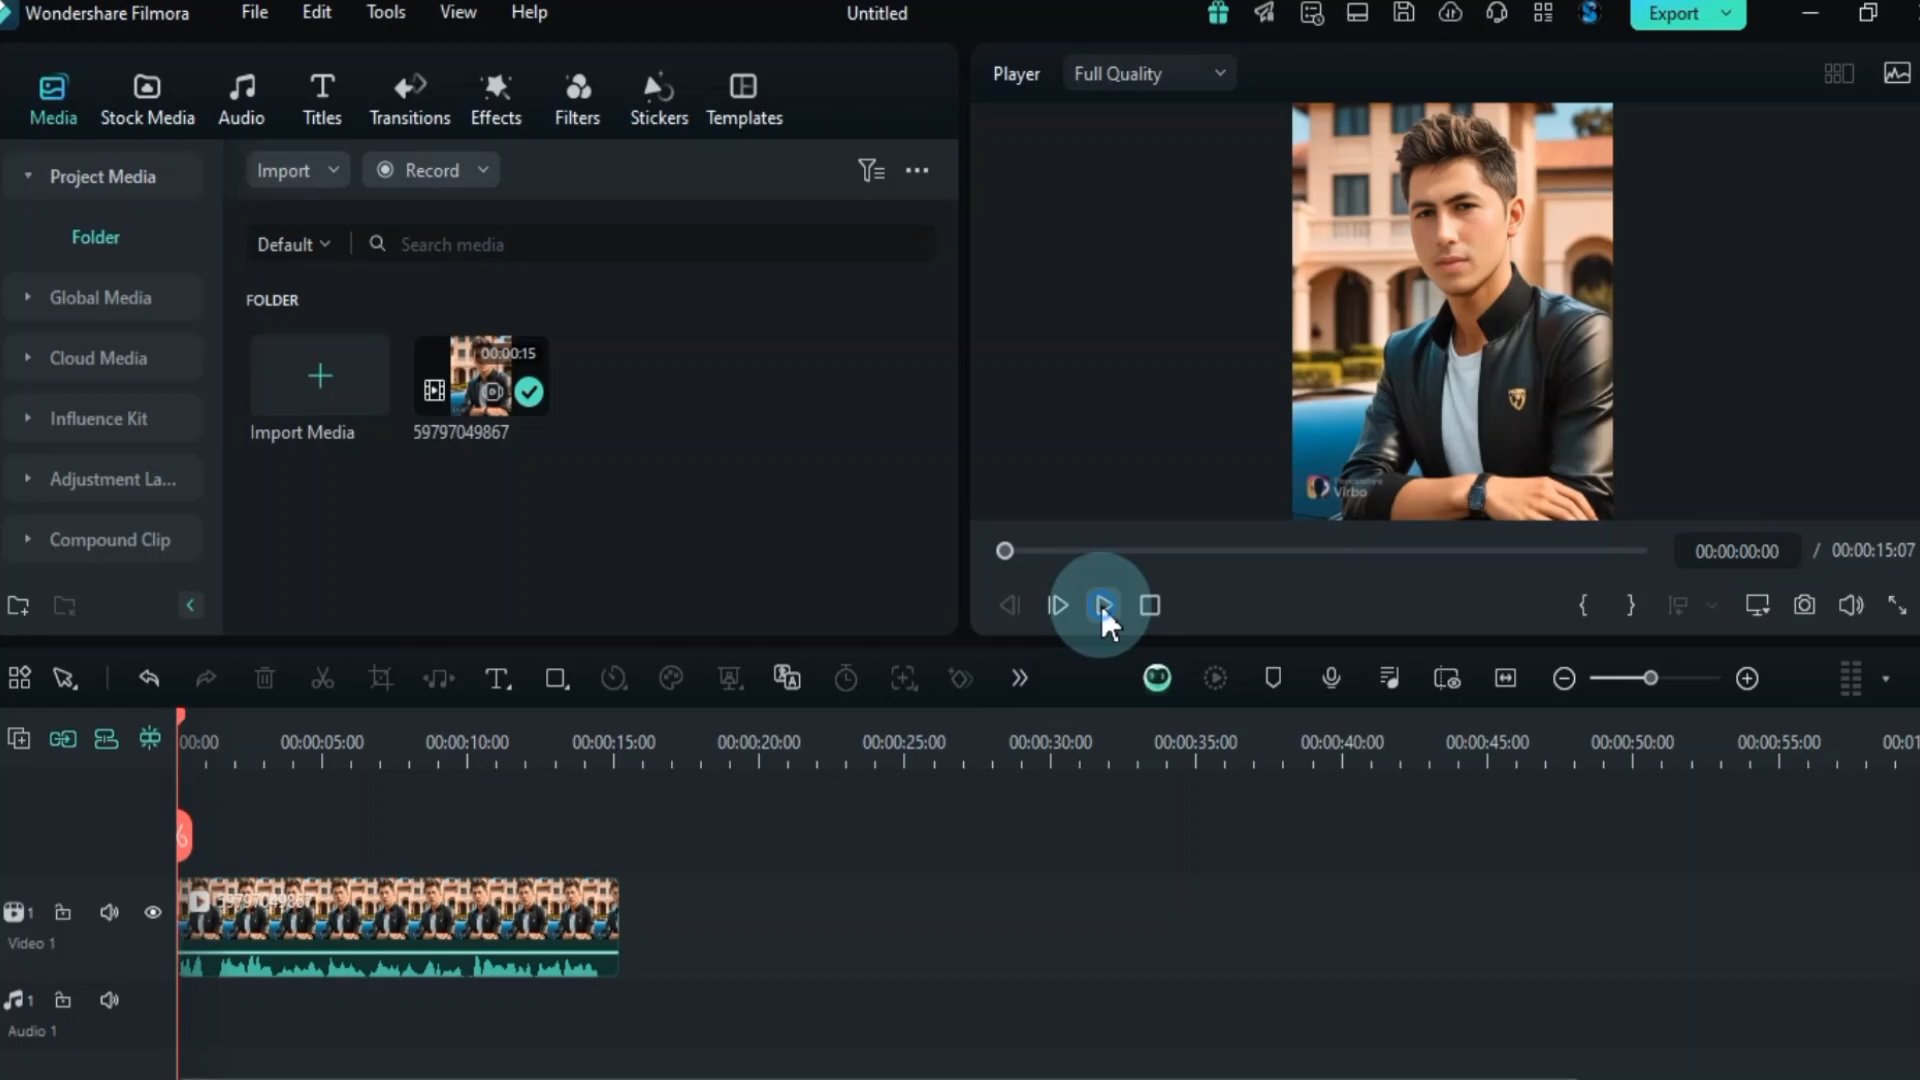 Wondershare Filmora
File
Edit
Tools
View
Help
Untitled
Export
Media
Stock Media
Audio
Titles
Transitions
Effects
Filters
Stickers
Templates
Player
Full Quality
Project Media
Folder
Global Media
Cloud Media
Influence Kit
Adjustment La...
Compound Clip
Import
Record
Default
Search media
FOLDER
00:00:15
Import Media
59797049867
Virbo
00:00:00:00 / 00:00:15:07
00:00
00:00:05:00
00:00:10:00
00:00:15:00
00:00:20:00
00:00:25:00
00:00:30:00
00:00:35:00
00:00:40:00
00:00:45:00
00:00:50:00
00:00:55:00
00:01
59797049867
1
Video 1
1
Audio 1